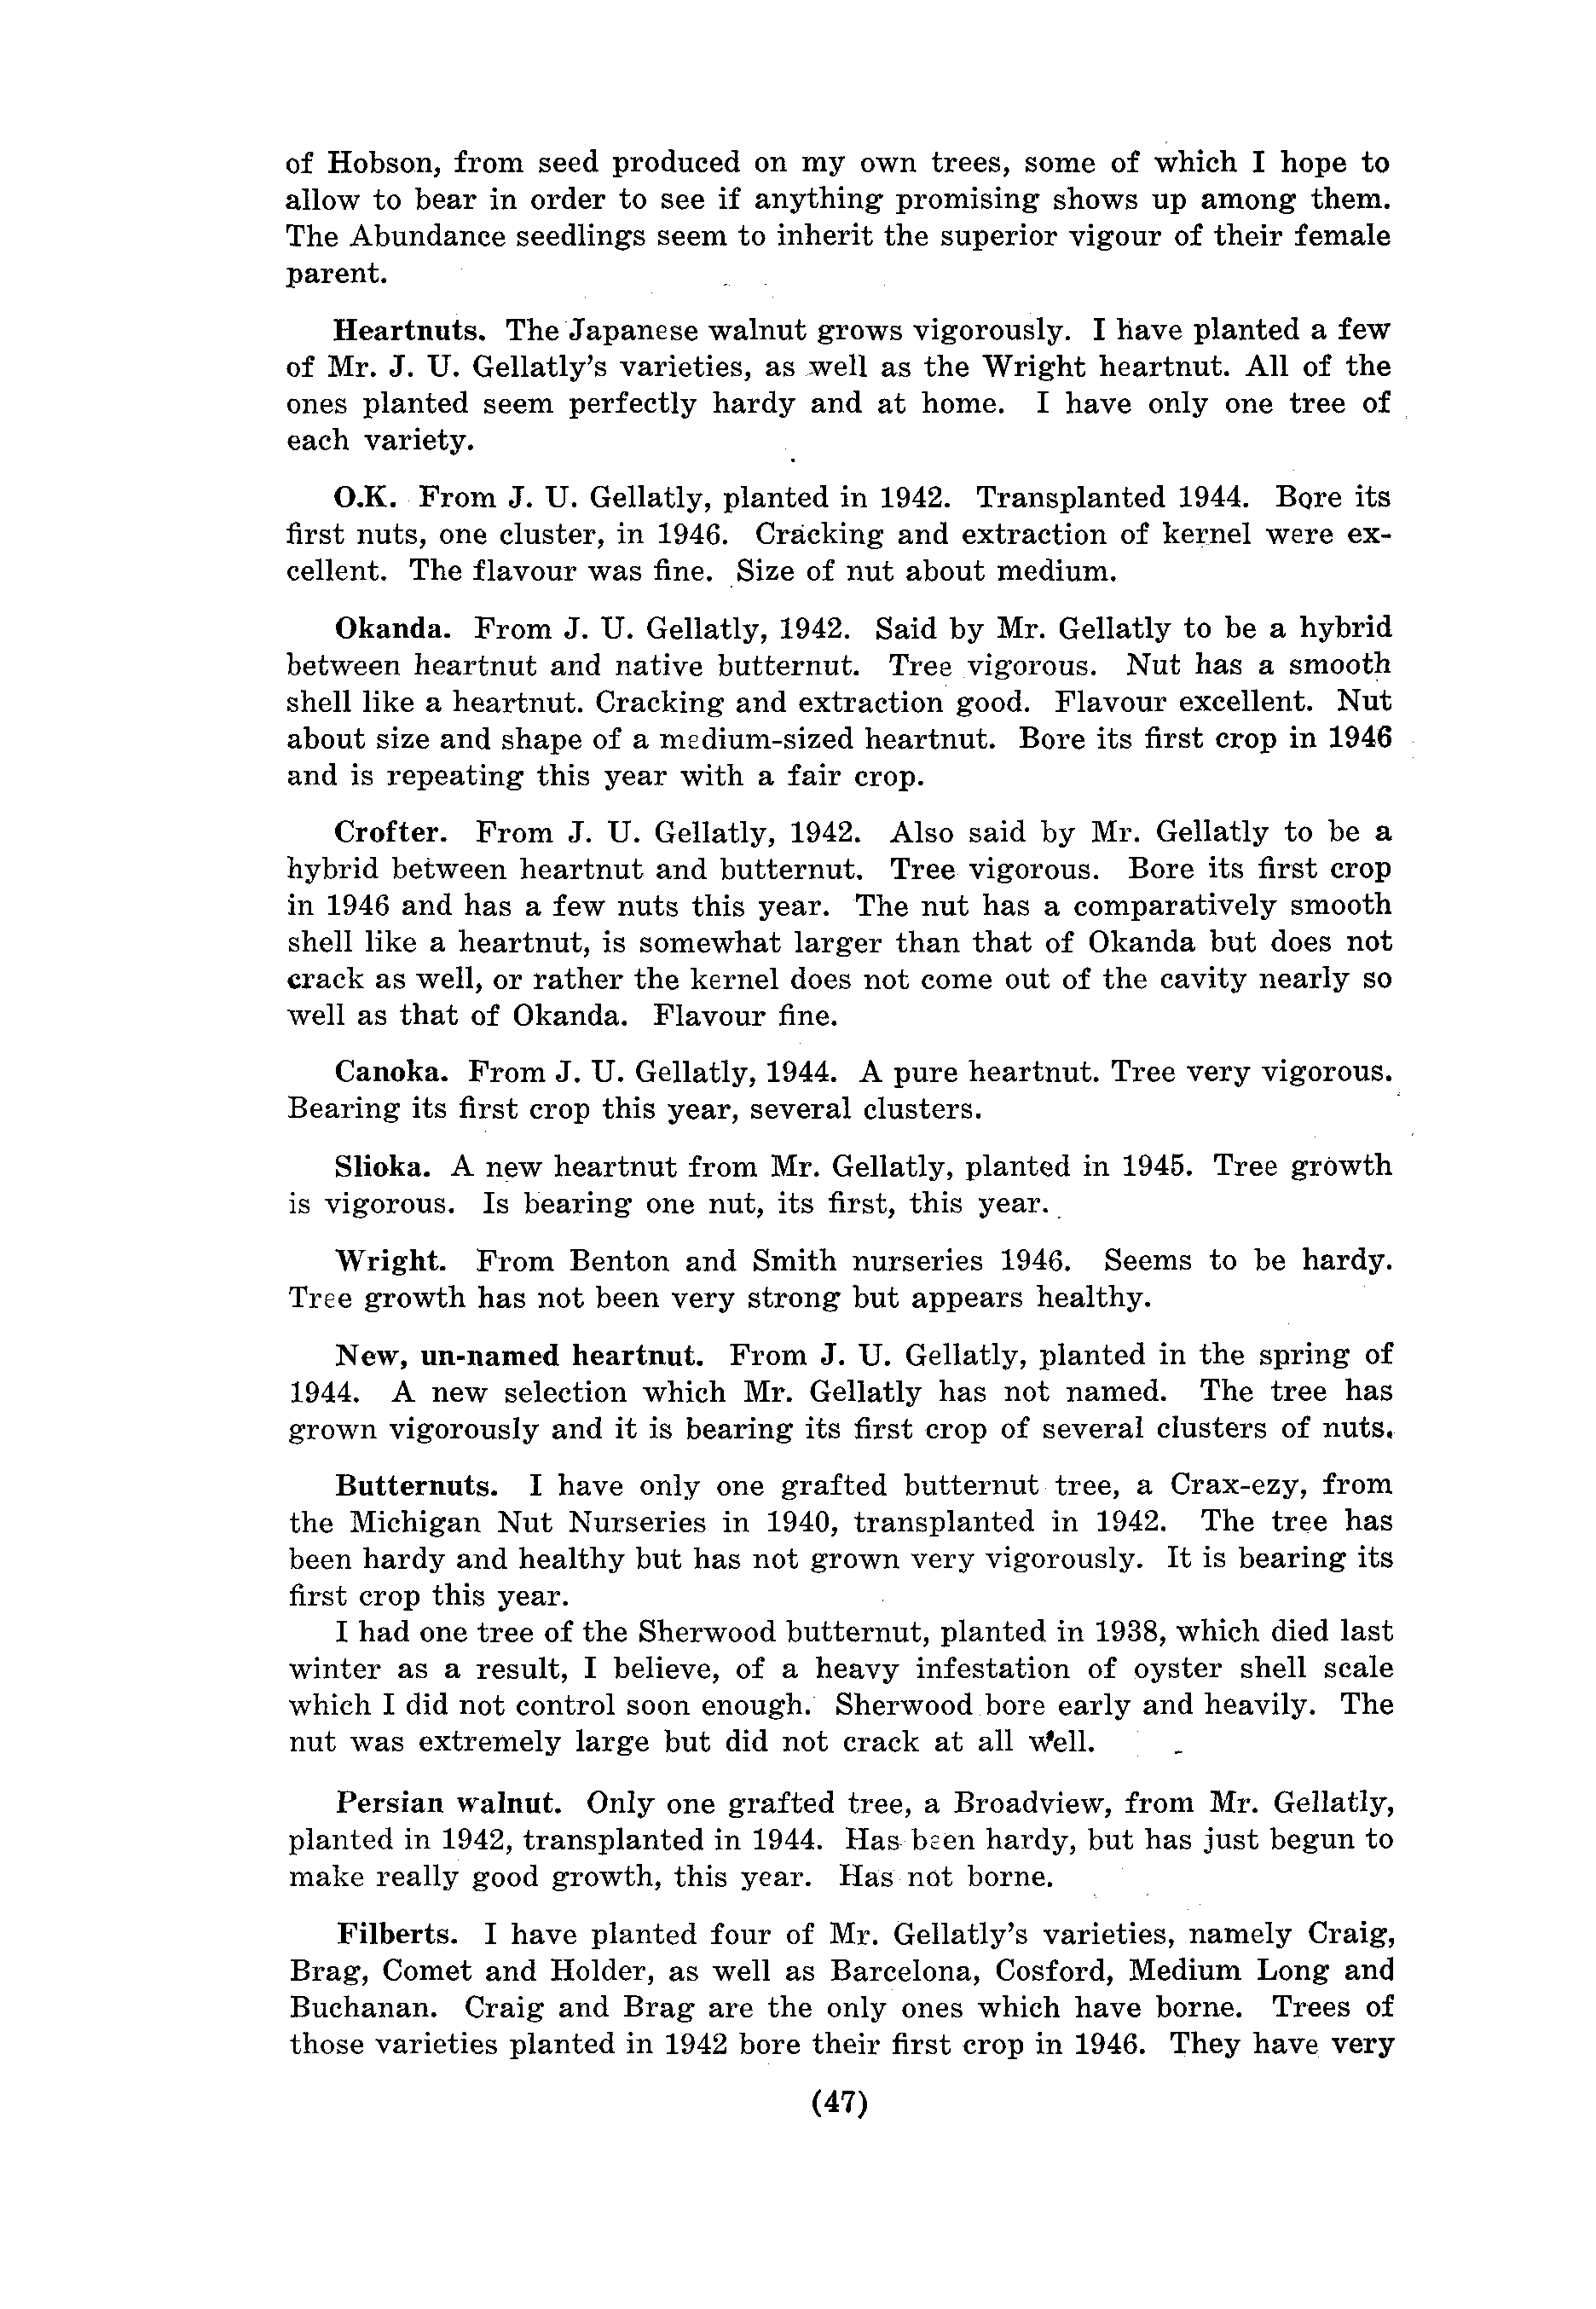 of Hobson, from seed produced on my own trees, some of which I hope to
allow to bear in order to see if anything promising shows up among them.
The Abundance seedlings seem to inherit the superior vigour of their female
parent.
Heartnuts. The Japanese walnut grows vigorously. I have planted a few
of Mr. J. U. Gellatly's varieties, as well as the Wright heartnut. All of the
ones planted seem perfectly hardy and at home. I have only one tree of
each variety.
O.K. From J. U. Gellatly, planted in 1942. Transplanted 1944. Bore its
first nuts, one cluster, in 1946. Cracking and extraction of kernel were ex-
cellent. The flavour was fine. Size of nut about medium.
Okanda. From J. U. Gellatly, 1942. Said by Mr. Gellatly to be a hybrid
between heartnut and native butternut. Tree vigorous. Nut has a smooth
shell like a heartnut. Cracking and extraction good. Flavour excellent. Nut
about size and shape of a medium-sized heartnut. Bore its first crop in 1946
and is repeating this year with a fair crop.
Crofter. From J. U. Gellatly, 1942. Also said by Mr. Gellatly to be a
hybrid between heartnut and butternut. Tree vigorous. Bore its first crop
in 1946 and has a few nuts this year. The nut has a comparatively smooth
shell like a heartnut, is somewhat larger than that of Okanda but does not
crack as well, or rather the kernel does not come out of the cavity nearly so
well as that of Okanda. Flavour fine.
Canoka. From J. U. Gellatly, 1944. A pure heartnut. Tree very vigorous.
Bearing its first crop this year, several clusters.
Slioka. A new heartnut from Mr. Gellatly, planted in 1945. Tree growth
is vigorous. Is bearing one nut, its first, this year.
Wright. From Benton and Smith nurseries 1946. Seems to be hardy.
Tree growth has not been very strong but appears healthy.
New, un-named heartnut. From J. U. Gellatly, planted in the spring of
1944. A new selection which Mr. Gellatly has not named. The tree has
grown vigorously and it is bearing its first crop of several clusters of nuts.
Butternuts. I have only one grafted butternut tree, a Crax-ezy, from
the Michigan Nut Nurseries in 1940, transplanted in 1942. The tree has
been hardy and healthy but has not grown very vigorously. It is bearing its
first crop this year.
I had one tree of the Sherwood butternut, planted in 1938, which died last
winter as a result, I believe, of a heavy infestation of oyster shell scale
which I did not control soon enough. Sherwood bore early and heavily. The
nut was extremely large but did not crack at all well.
Persian walnut. Only one grafted tree, a Broadview, from Mr. Gellatly,
planted in 1942, transplanted in 1944. Has been hardy, but has just begun to
make really good growth, this year. Has not borne.
Filberts. I have planted four of Mr. Gellatly's varieties, namely Craig,
Brag, Comet and Holder, as well as Barcelona, Cosford, Medium Long and
Buchanan. Craig and Brag are the only ones which have borne. Trees of
those varieties planted in 1942 bore their first crop in 1946. They have very
(47)